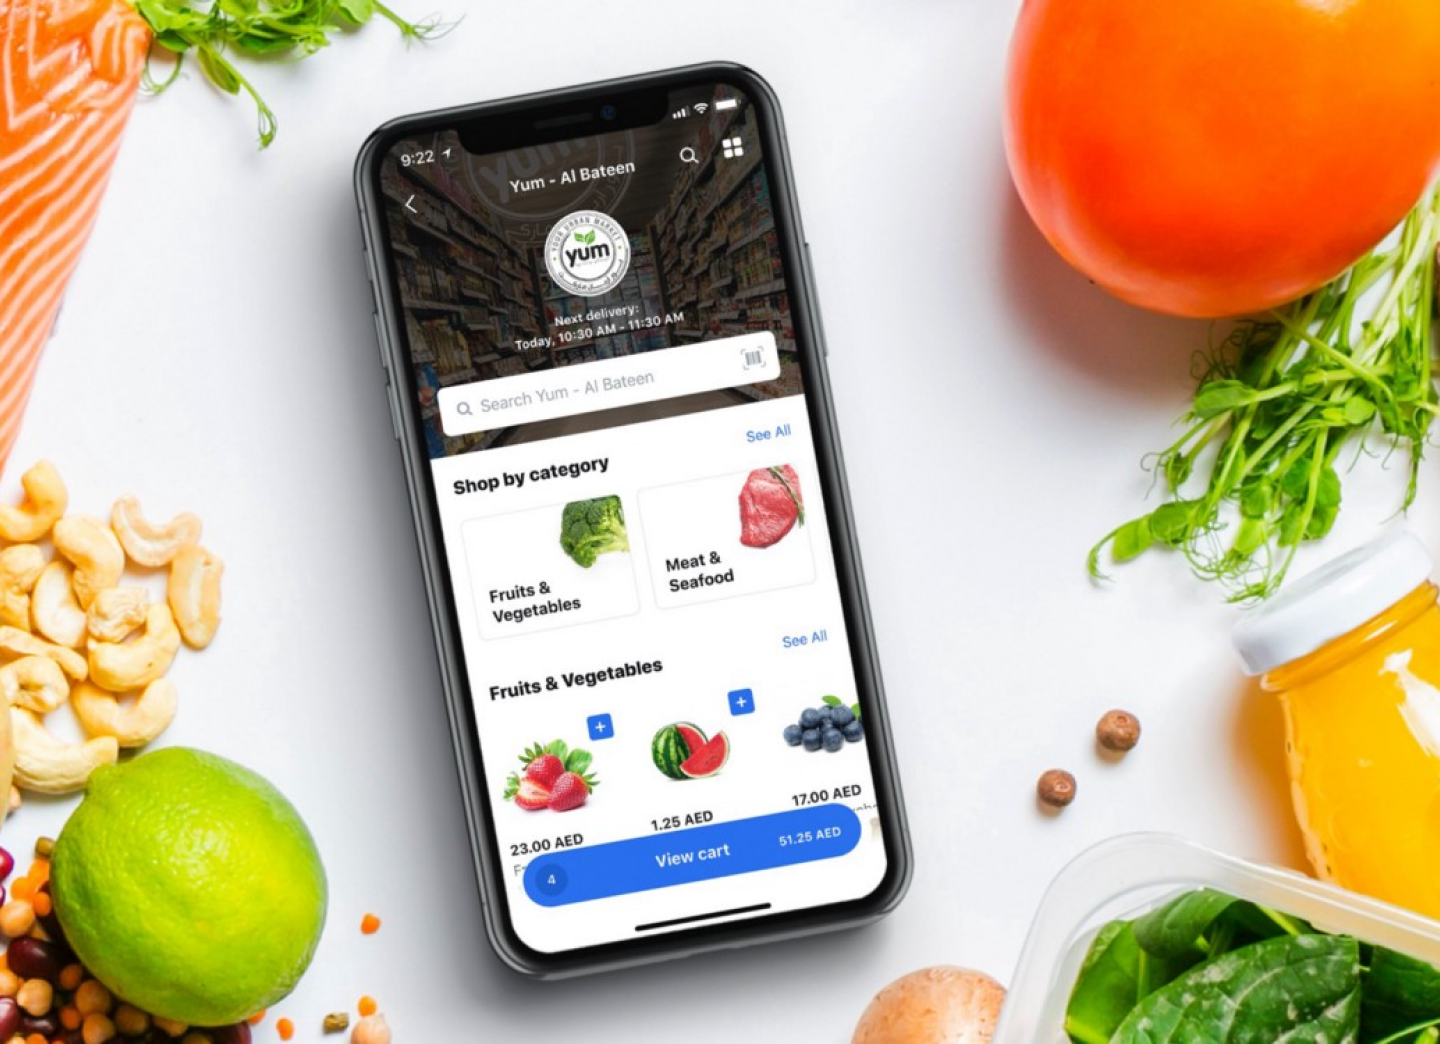 9:22
Yum - Al Bateen
YOUR URBAN MARKET
yum
Next delivery:
Today, 10:30 AM - 11:30 AM
Search Yum - Al Bateen
See All
Shop by category
Fruits &
Vegetables
Meat &
Seafood
See All
Fruits & Vegetables
23.00 AED
1.25 AED
17.00 AED
4
View cart
51.25 AED